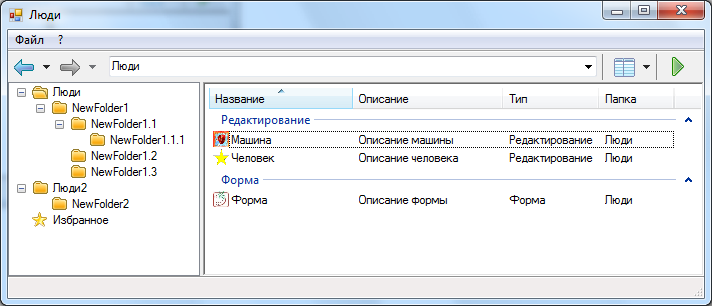 Люди
Файл ?
Люди
Люди
NewFolder1
NewFolder1.1
NewFolder1.1.1
NewFolder1.2
NewFolder1.3
Люди2
NewFolder2
Избранное
Название Описание Тип Папка
Редактирование
Машина Описание машины Редактирование Люди
Человек Описание человека Редактирование Люди
Форма
Форма Описание формы Форма Люди